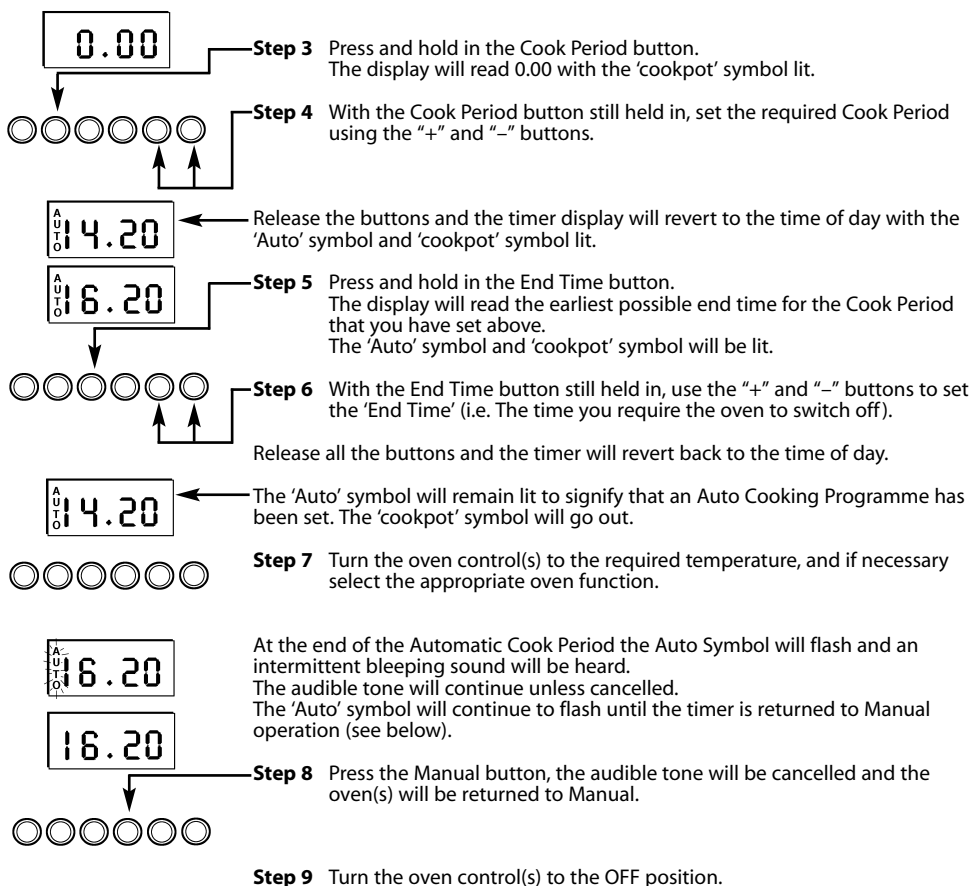 0.00
Step 3 Press and hold in the Cook Period button.
The display will read 0.00 with the ‘cookpot’ symbol lit.
Step 4 With the Cook Period button still held in, set the required Cook Period
using the “+” and “–” buttons.
AUTO 14.20
Release the buttons and the timer display will revert to the time of day with the
‘Auto’ symbol and ‘cookpot’ symbol lit.
AUTO 16.20
Step 5 Press and hold in the End Time button.
The display will read the earliest possible end time for the Cook Period
that you have set above.
The ‘Auto’ symbol and ‘cookpot’ symbol will be lit.
Step 6 With the End Time button still held in, use the “+” and “–” buttons to set
the ‘End Time’ (i.e. The time you require the oven to switch off).
Release all the buttons and the timer will revert back to the time of day.
AUTO 14.20
The ‘Auto’ symbol will remain lit to signify that an Auto Cooking Programme has
been set. The ‘cookpot’ symbol will go out.
Step 7 Turn the oven control(s) to the required temperature, and if necessary
select the appropriate oven function.
AUTO 16.20
At the end of the Automatic Cook Period the Auto Symbol will flash and an
intermittent bleeping sound will be heard.
The audible tone will continue unless cancelled.
The ‘Auto’ symbol will continue to flash until the timer is returned to Manual
operation (see below).
16.20
Step 8 Press the Manual button, the audible tone will be cancelled and the
oven(s) will be returned to Manual.
Step 9 Turn the oven control(s) to the OFF position.